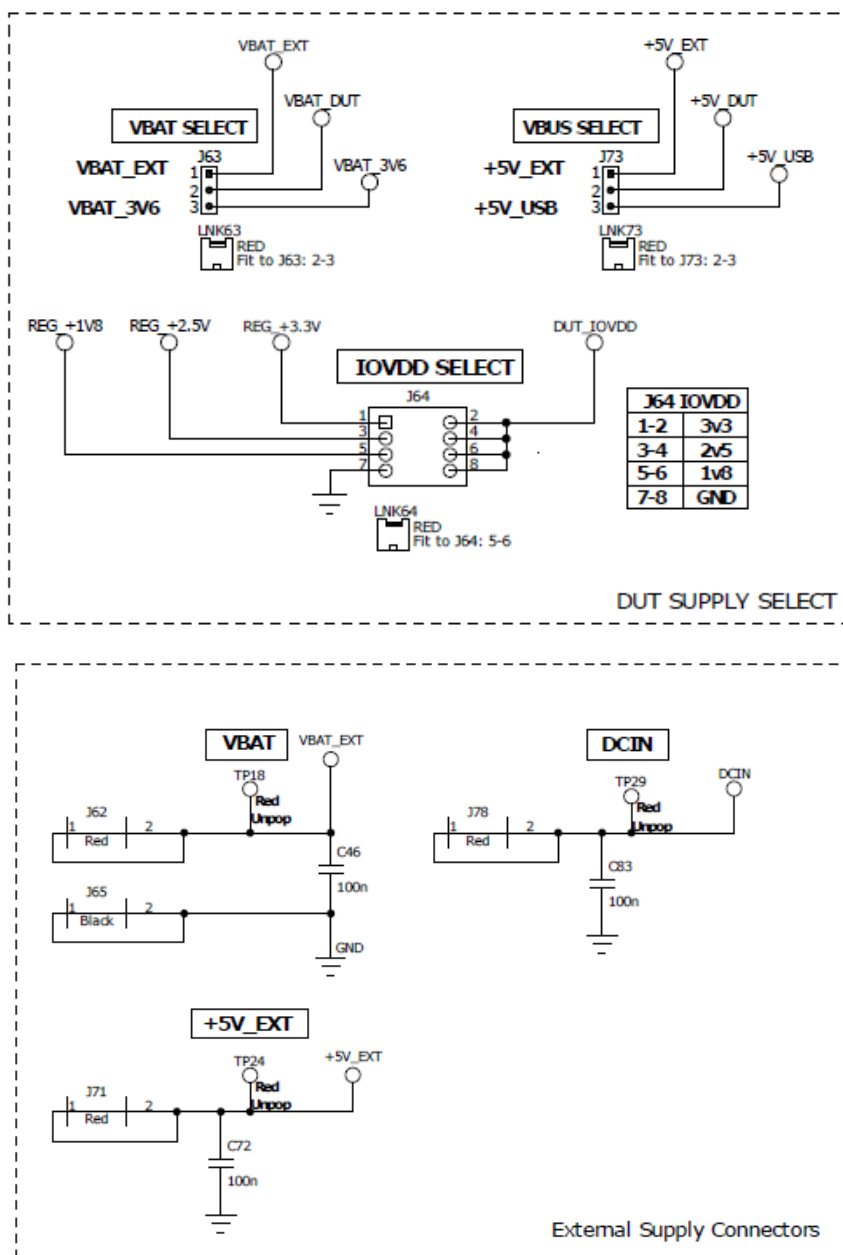 VBAT_EXT
VBAT_DUT
VBAT SELECT
J63
VBAT_3V6
VBAT_EXT
1
2
3
VBAT_3V6
LNK63
RED
Fit to J63: 2-3
+5V_EXT
+5V_DUT
VBUS SELECT
J73
+5V_USB
+5V_EXT
1
2
3
+5V_USB
LNK73
RED
Fit to J73: 2-3
REG_+1V8 REG_+2.5V REG_+3.3V DUT_IOVDD
IOVDD SELECT
J64
1 2
3 4
5 6
7 8
LNK64
RED
Fit to J64: 5-6
J64 IOVDD
1-2 3v3
3-4 2v5
5-6 1v8
7-8 GND
DUT SUPPLY SELECT
VBAT
VBAT_EXT
TP18
Red
Unpop
J62
1 2
Red
C46
100n
J65
1 2
Black
GND
DCIN
DCIN
TP29
Red
Unpop
J78
1 2
Red
C83
100n
+5V_EXT
TP24
+5V_EXT
Red
Unpop
J71
1 2
Red
C72
100n
External Supply Connectors